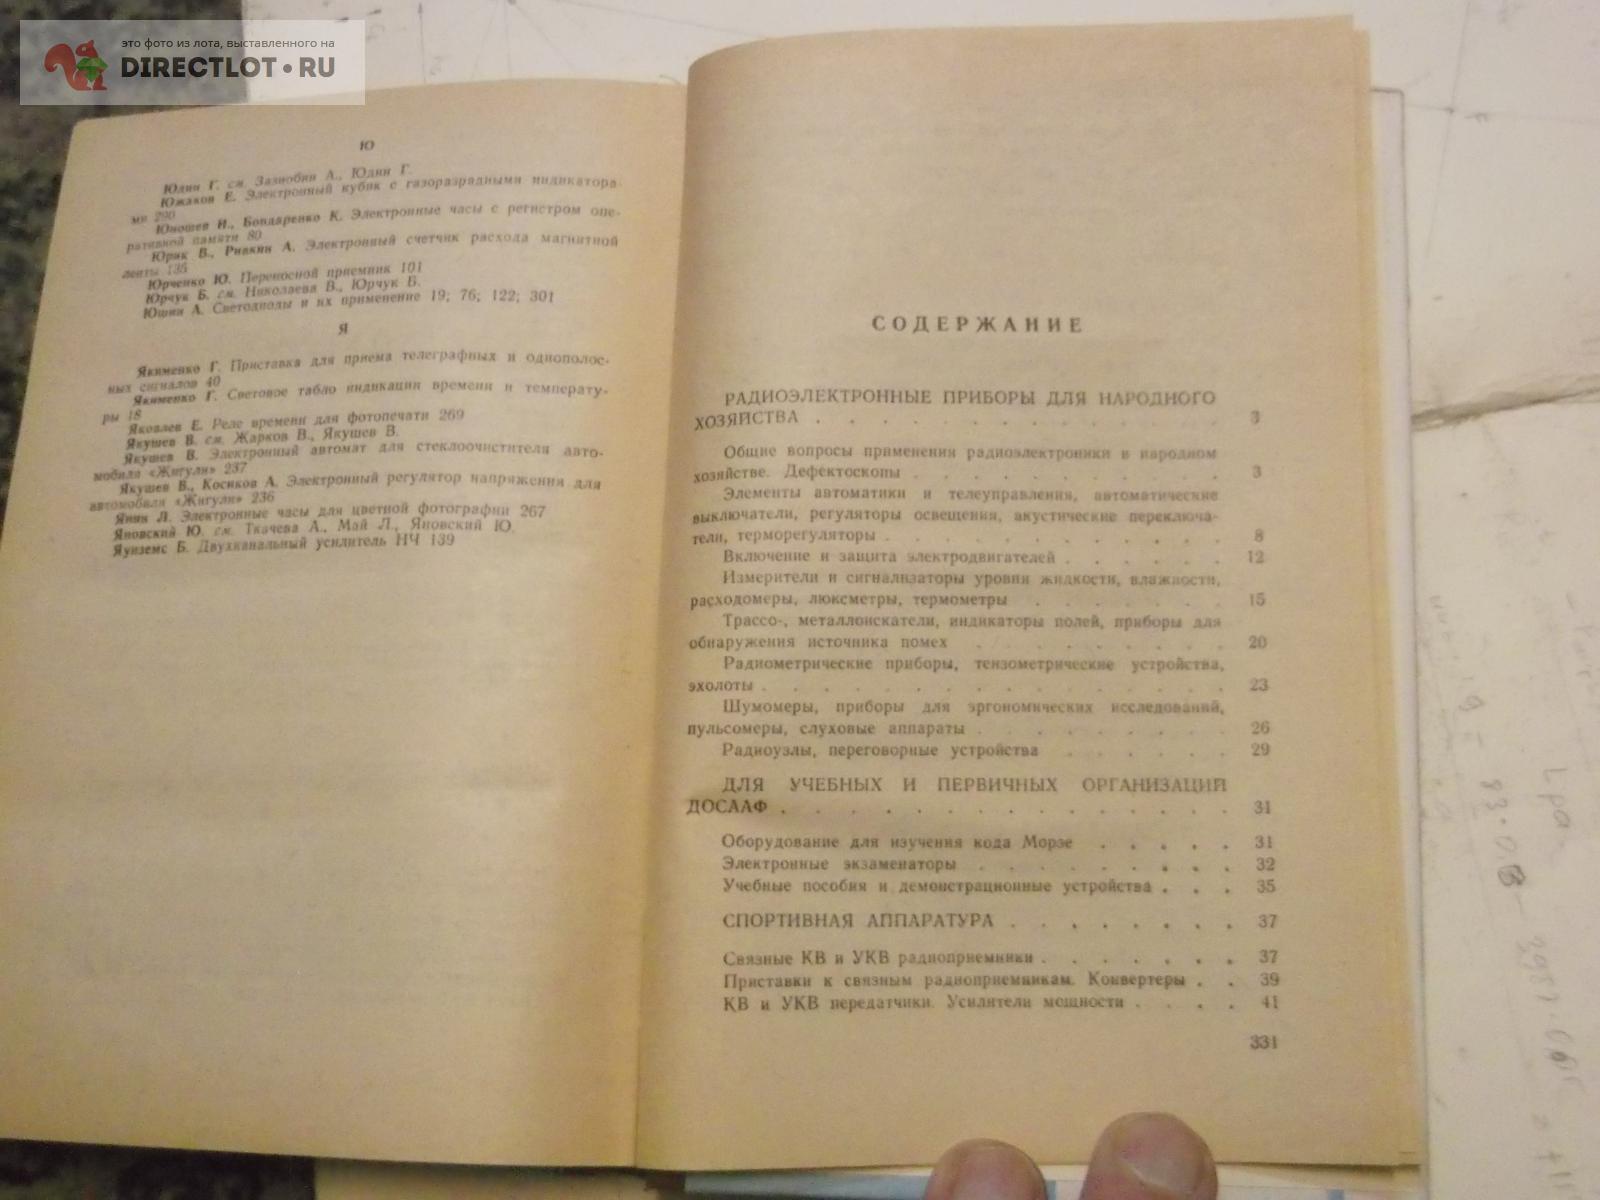 это фото из лота, выставленного на
DIRECTLOT.RU
Ю
Юдин Г. см. Зазнобин А., Юдин Г.
Южаков Е. Электронный кубик с газоразрядными индикатора-
ми 290
Юношев И., Бондаренко К. Электронные часы с регистром опе-
ративной памяти 80
Юрик В., Ривкин А. Электронный счетчик расхода магнитной
ленты 135
Юрченко Ю. Переносной приемник 101
Юрчук Б. см. Николаева В., Юрчук Б.
Юшин А. Светодиоды и их применение 19; 76; 122; 301
Я
Якименко Г. Приставка для приема телеграфных и однополос-
ных сигналов 40
Якименко Г. Световое табло индикации времени и температу-
ры 18
Яковлев Е. Реле времени для фотопечати 269
Якушев В. см. Жарков В., Якушев В.
Якушев В. Электронный автомат для стеклоочистителя авто-
мобиля «Жигули» 237
Якушев В., Косиков А. Электронный регулятор напряжения для
автомобиля «Жигули» 236
Янин Л. Электронные часы для цветной фотографии 267
Яновский Ю. см. Ткачева А., Май Л., Яновский Ю.
Яунземс Б. Двухканальный усилитель НЧ 139
СОДЕРЖАНИЕ
РАДИОЭЛЕКТРОННЫЕ ПРИБОРЫ ДЛЯ НАРОДНОГО
ХОЗЯЙСТВА . . . . . . . . . . . . . 3
Общие вопросы применения радиоэлектроники в народном
хозяйстве. Дефектоскопы . . . . . . . . . 3
Элементы автоматики и телеуправления, автоматические
выключатели, регуляторы освещения, акустические переключа-
тели, терморегуляторы . . . . . . . . . . 8
Включение и защита электродвигателей . . . . . . 12
Измерители и сигнализаторы уровня жидкости, влажности,
расходомеры, люксметры, термометры . . . . . . 15
Трассо-, металлоискатели, индикаторы полей, приборы для
обнаружения источника помех . . . . . . . . 20
Радиометрические приборы, тензометрические устройства,
эхолоты . . . . . . . . . . . . . . 23
Шумомеры, приборы для эргономических исследований,
пульсомеры, слуховые аппараты . . . . . . . . 26
Радиоузлы, переговорные устройства . . . . . . 29
ДЛЯ УЧЕБНЫХ И ПЕРВИЧНЫХ ОРГАНИЗАЦИЙ
ДОСААФ . . . . . . . . . . . . . . 31
Оборудование для изучения кода Морзе . . . . . 31
Электронные экзаменаторы . . . . . . . . . 32
Учебные пособия и демонстрационные устройства . . . 35
СПОРТИВНАЯ АППАРАТУРА . . . . . . . . 37
Связные КВ и УКВ радиоприемники . . . . . . . 37
Приставки к связным радиоприемникам. Конвертеры . . 39
КВ и УКВ передатчики. Усилители мощности . . . . 41
331